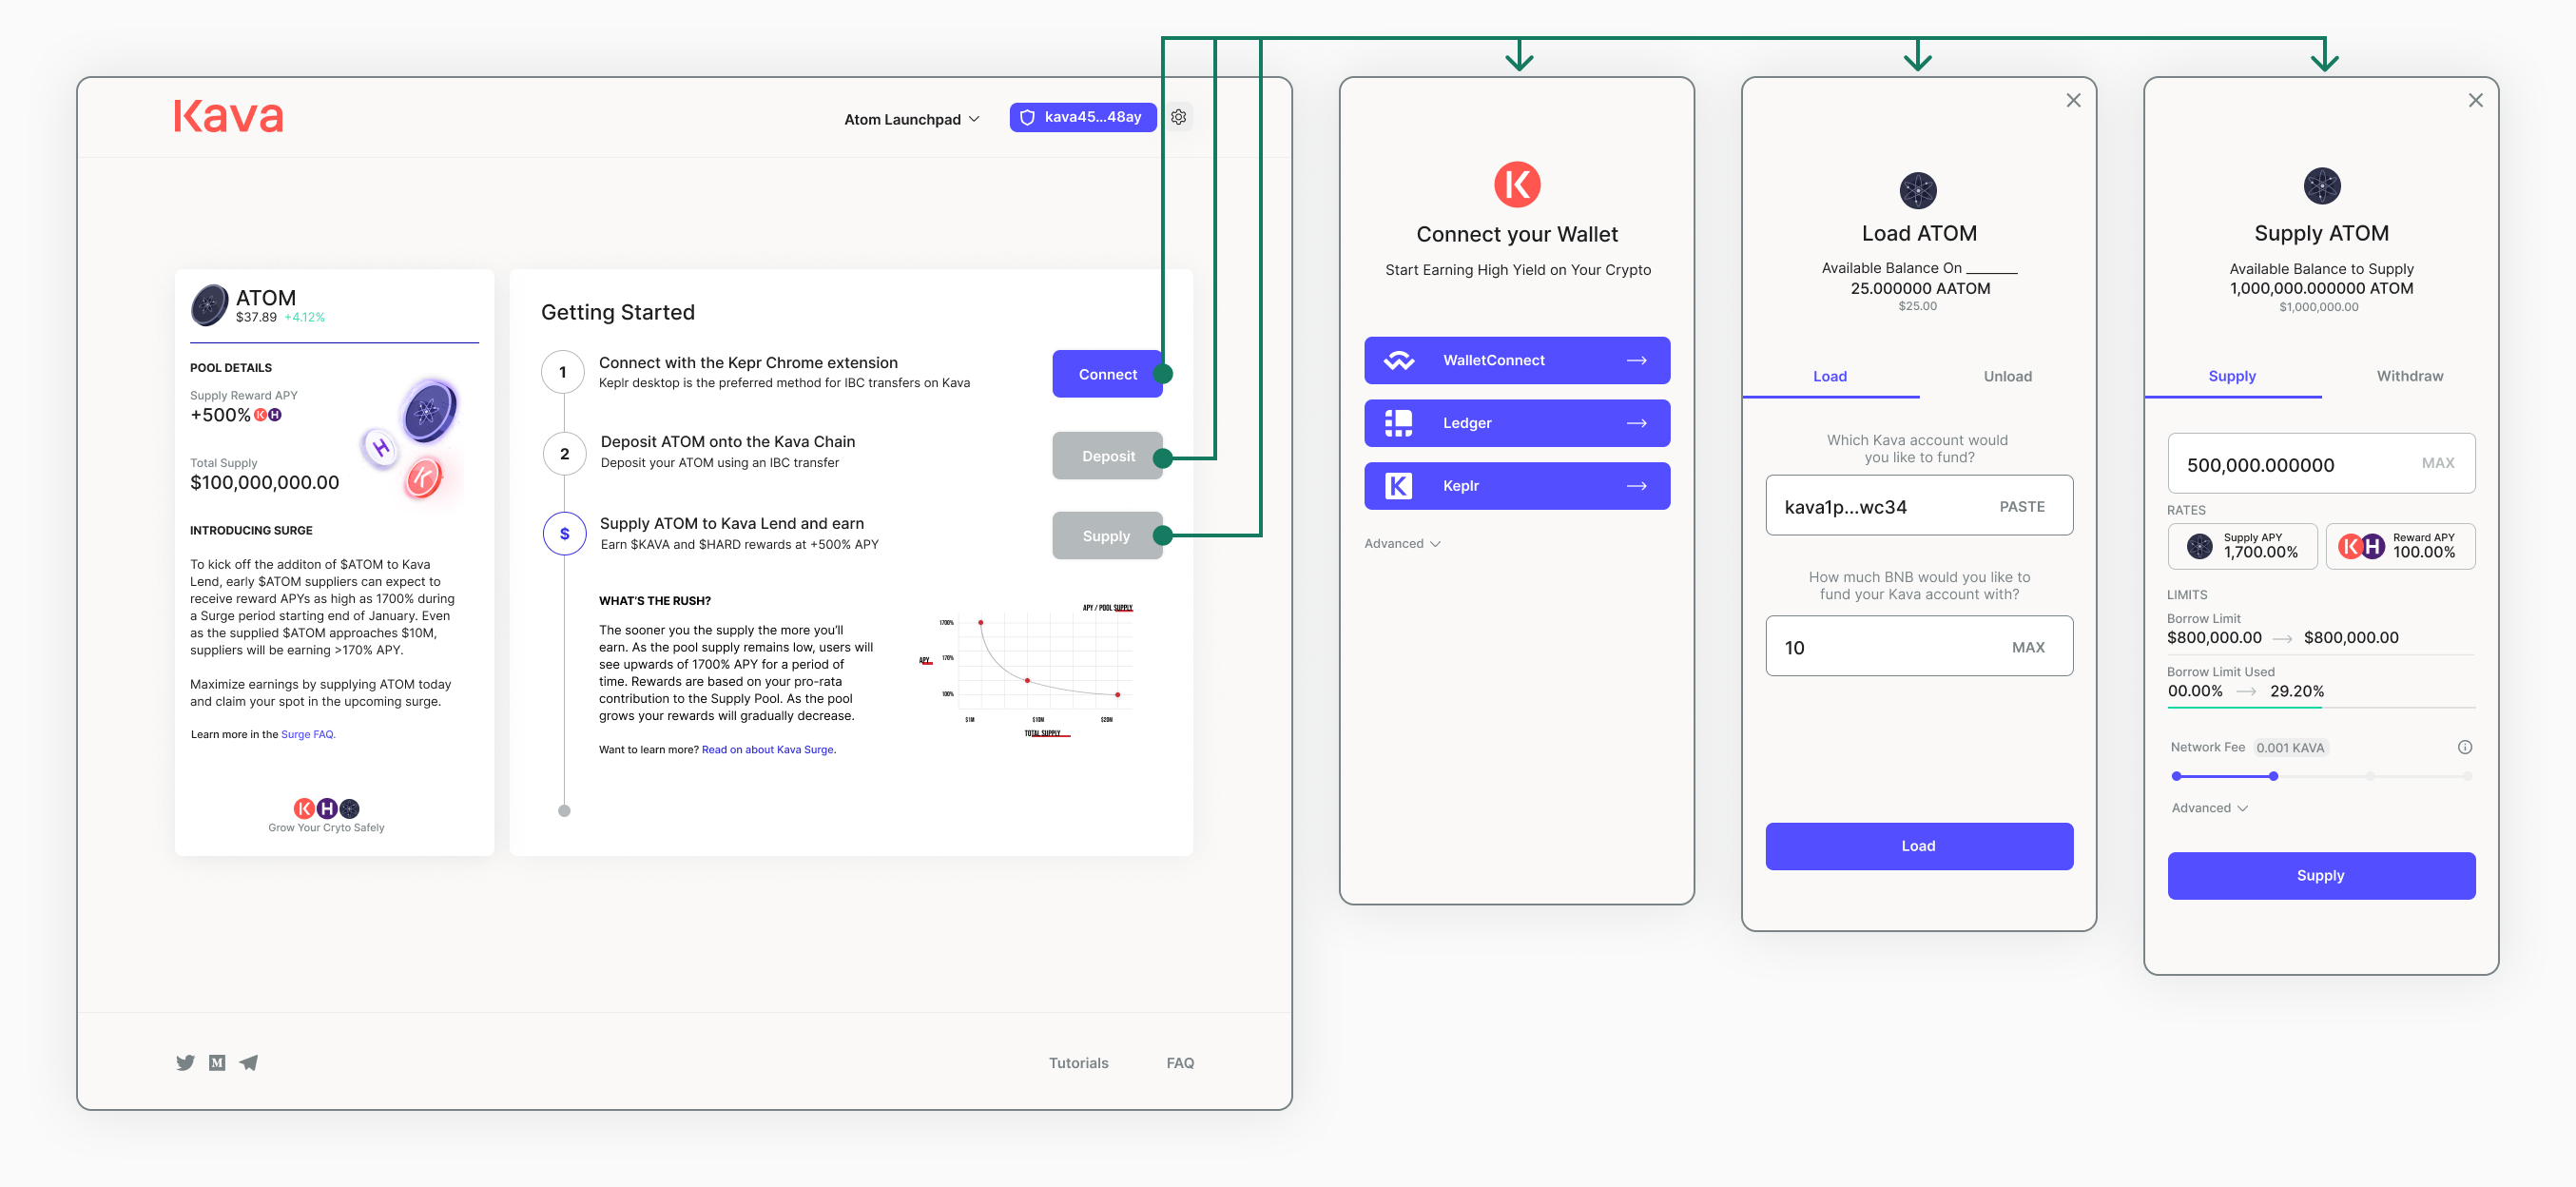 Kava
Atom Launchpad
kava45...48ay
ATOM
$37.89 +4.12%
POOL DETAILS
Supply Reward APY
+500% K H
Total Supply
$100,000,000.00
H
K
INTRODUCING SURGE
To kick off the additon of $ATOM to Kava
Lend, early $ATOM suppliers can expect to
receive reward APYs as high as 1700% during
a Surge period starting end of January. Even
as the supplied $ATOM approaches $10M,
suppliers will be earning >170% APY.
Maximize earnings by supplying ATOM today
and claim your spot in the upcoming surge.
Learn more in the Surge FAQ.
K H
Grow Your Cryto Safely
Getting Started
1
Connect with the Kepr Chrome extension
Keplr desktop is the preferred method for IBC transfers on Kava
Connect
2
Deposit ATOM onto the Kava Chain
Deposit your ATOM using an IBC transfer
Deposit
$
Supply ATOM to Kava Lend and earn
Earn $KAVA and $HARD rewards at +500% APY
Supply
WHAT'S THE RUSH?
The sooner you the supply the more you'll
earn. As the pool supply remains low, users will
see upwards of 1700% APY for a period of
time. Rewards are based on your pro-rata
contribution to the Supply Pool. As the pool
grows your rewards will gradually decrease.
Want to learn more? Read on about Kava Surge.
APY / POOL SUPPLY
1700%
APY
170%
100%
$1M $10M $20M
TOTAL SUPPLY
M
Tutorials
FAQ
K
Connect your Wallet
Start Earning High Yield on Your Crypto
WalletConnect
Ledger
K Keplr
Advanced
Load ATOM
Available Balance On _______
25.000000 AATOM
$25.00
Load Unload
Which Kava account would
you like to fund?
kava1p...wc34 PASTE
How much BNB would you like to
fund your Kava account with?
10 MAX
Load
Supply ATOM
Available Balance to Supply
1,000,000.000000 ATOM
$1,000,000.00
Supply Withdraw
500,000.000000 MAX
RATES
Supply APY
1,700.00%
K H
Reward APY
100.00%
LIMITS
Borrow Limit
$800,000.00 → $800,000.00
Borrow Limit Used
00.00% → 29.20%
Network Fee 0.001 KAVA
Advanced
Supply